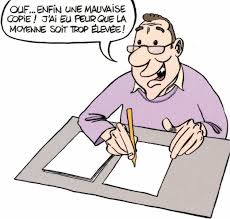 OUF...ENFIN UNE MAUVAISE
COPIE ! J'AI EU PEUR QUE LA
MOYENNE SOIT TROP
ÉLEVÉE !